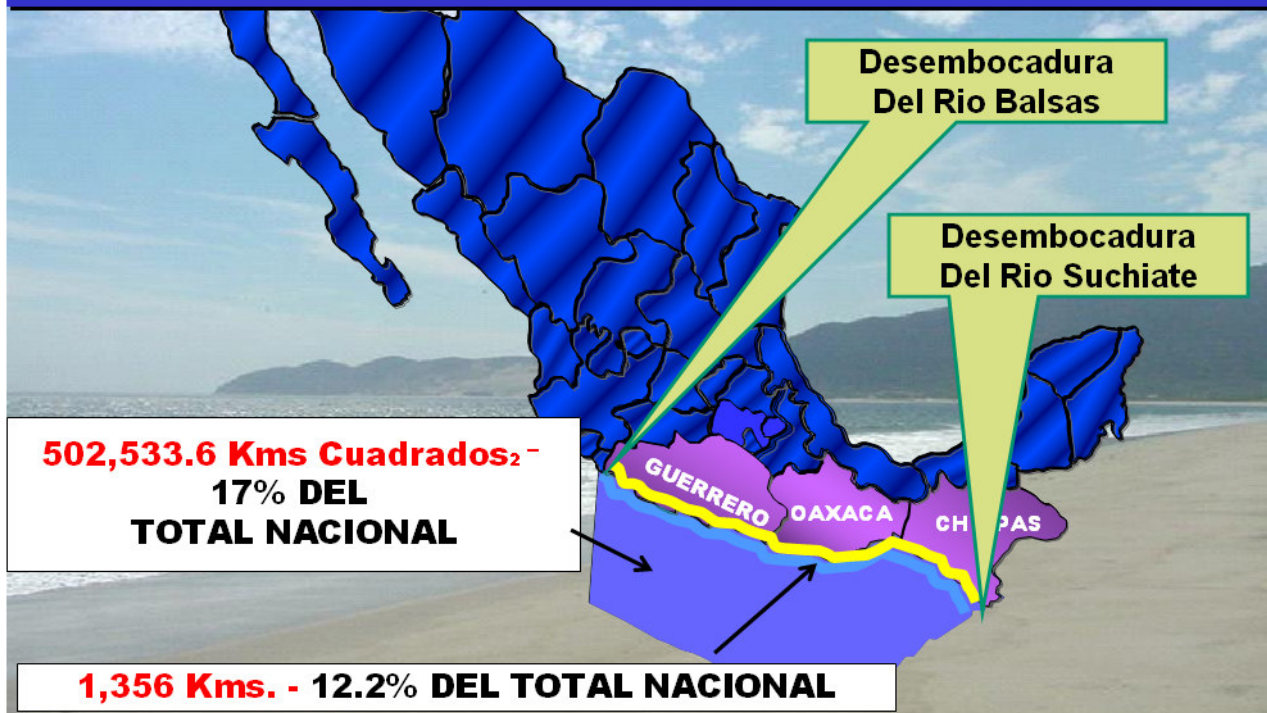 Desembocadura
Del Rio Balsas
Desembocadura
Del Rio Suchiate
502,533.6 Kms Cuadrados₂ –
17% DEL
TOTAL NACIONAL
GUERRERO
OAXACA
CHIAPAS
1,356 Kms. - 12.2% DEL TOTAL NACIONAL